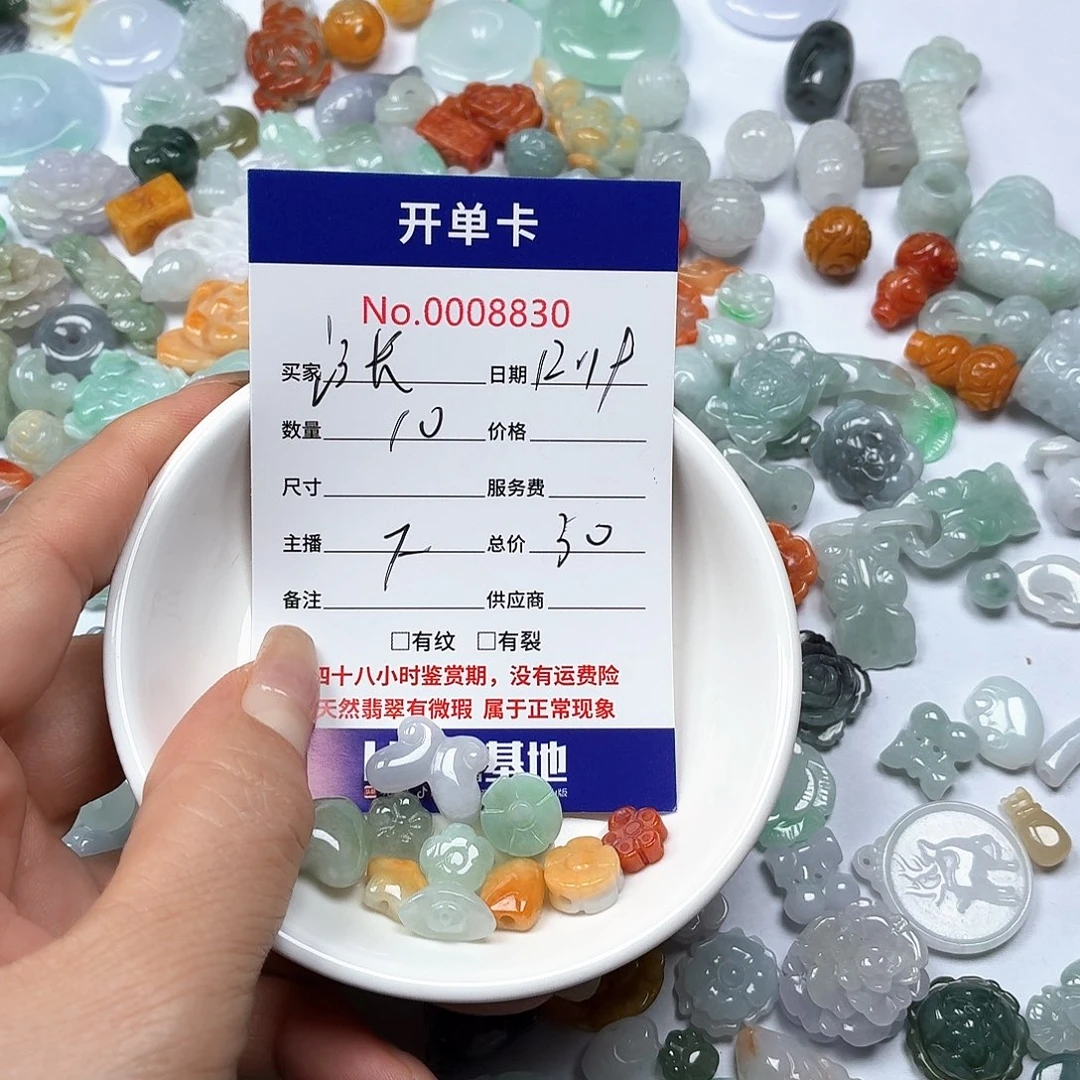 开单卡
No.0008830
买家 日期
数量 10 价格
尺寸 服务费
主播 总价 50
备注 供应商
□有纹 □有裂
四十八小时鉴赏期，没有运费险
天然翡翠有微瑕 属于正常现象
基地